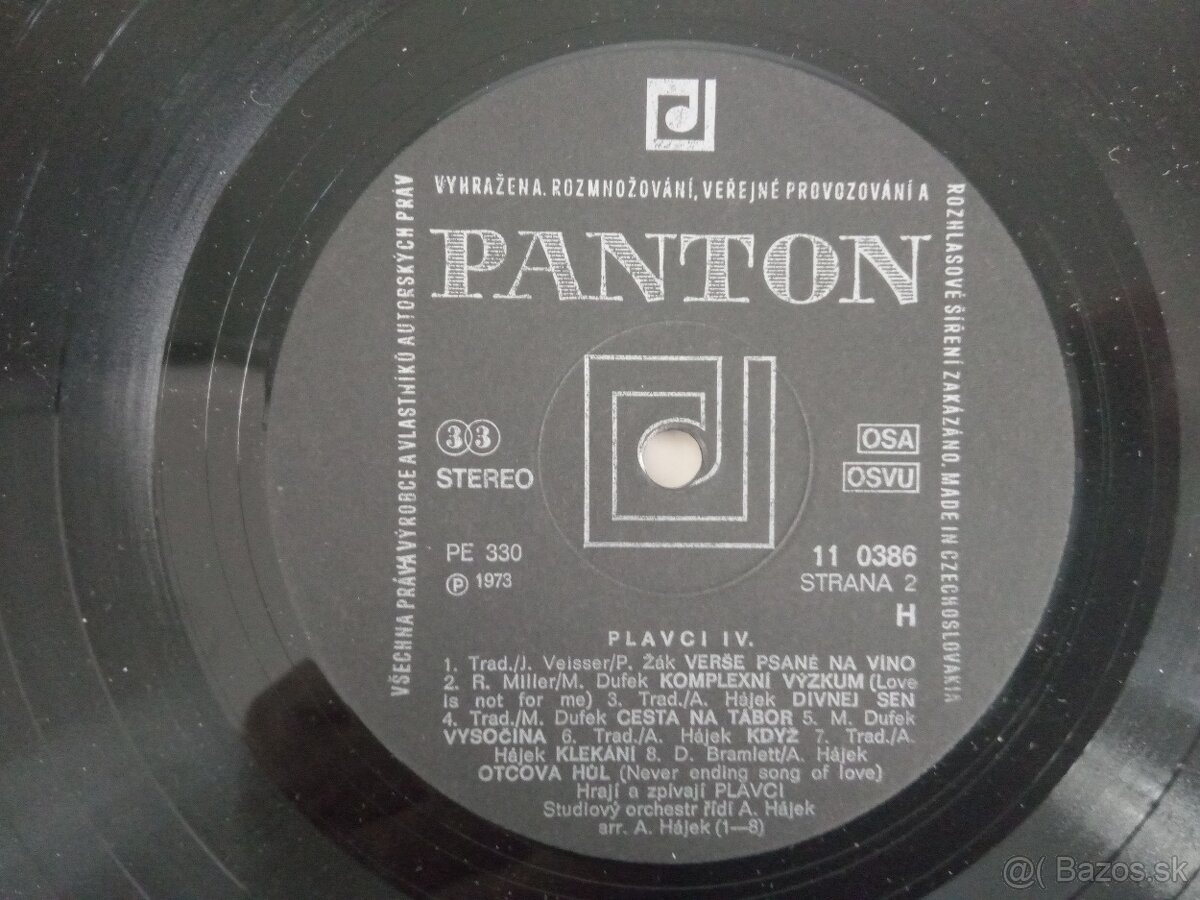 VYHRAŽENA. ROZMNOŽOVÁNÍ, VEŘEJNÉ PROVOZOVÁNÍ A
ROZHLASOVÉ ŠÍŘENÍ ZAKÁZÁNO. MADE IN CZECHOSLOVAKIA
VŠECHNA PRÁVA VÝROBCE A VLASTNÍKŮ AUTORSKÝCH PRÁV
PANTON
33
STEREO
OSA
OSVU
PE 330
Ⓟ 1973
11 0386
STRANA 2
H
PLAVCI IV.
1. Trad./J. Veisser/P. Žák VERŠE PSANÉ NA VÍNO
2. R. Miller/M. Dufek KOMPLEXNÍ VÝZKUM (Love
is not for me) 3. Trad./A. Hájek DIVNEJ SEN
4. Trad./M. Dufek CESTA NA TÁBOR 5. M. Dufek
VYSOČINA 6. Trad./A. Hájek KDYŽ 7. Trad./A.
Hájek KLEKÁNÍ 8. D. Bramlett/A. Hájek
OTCOVA HŮL (Never ending song of love)
Hrají a zpívají PLAVCI
Studiový orchestr řídí A. Hájek
arr. A. Hájek (1—8)
@( Bazos.sk